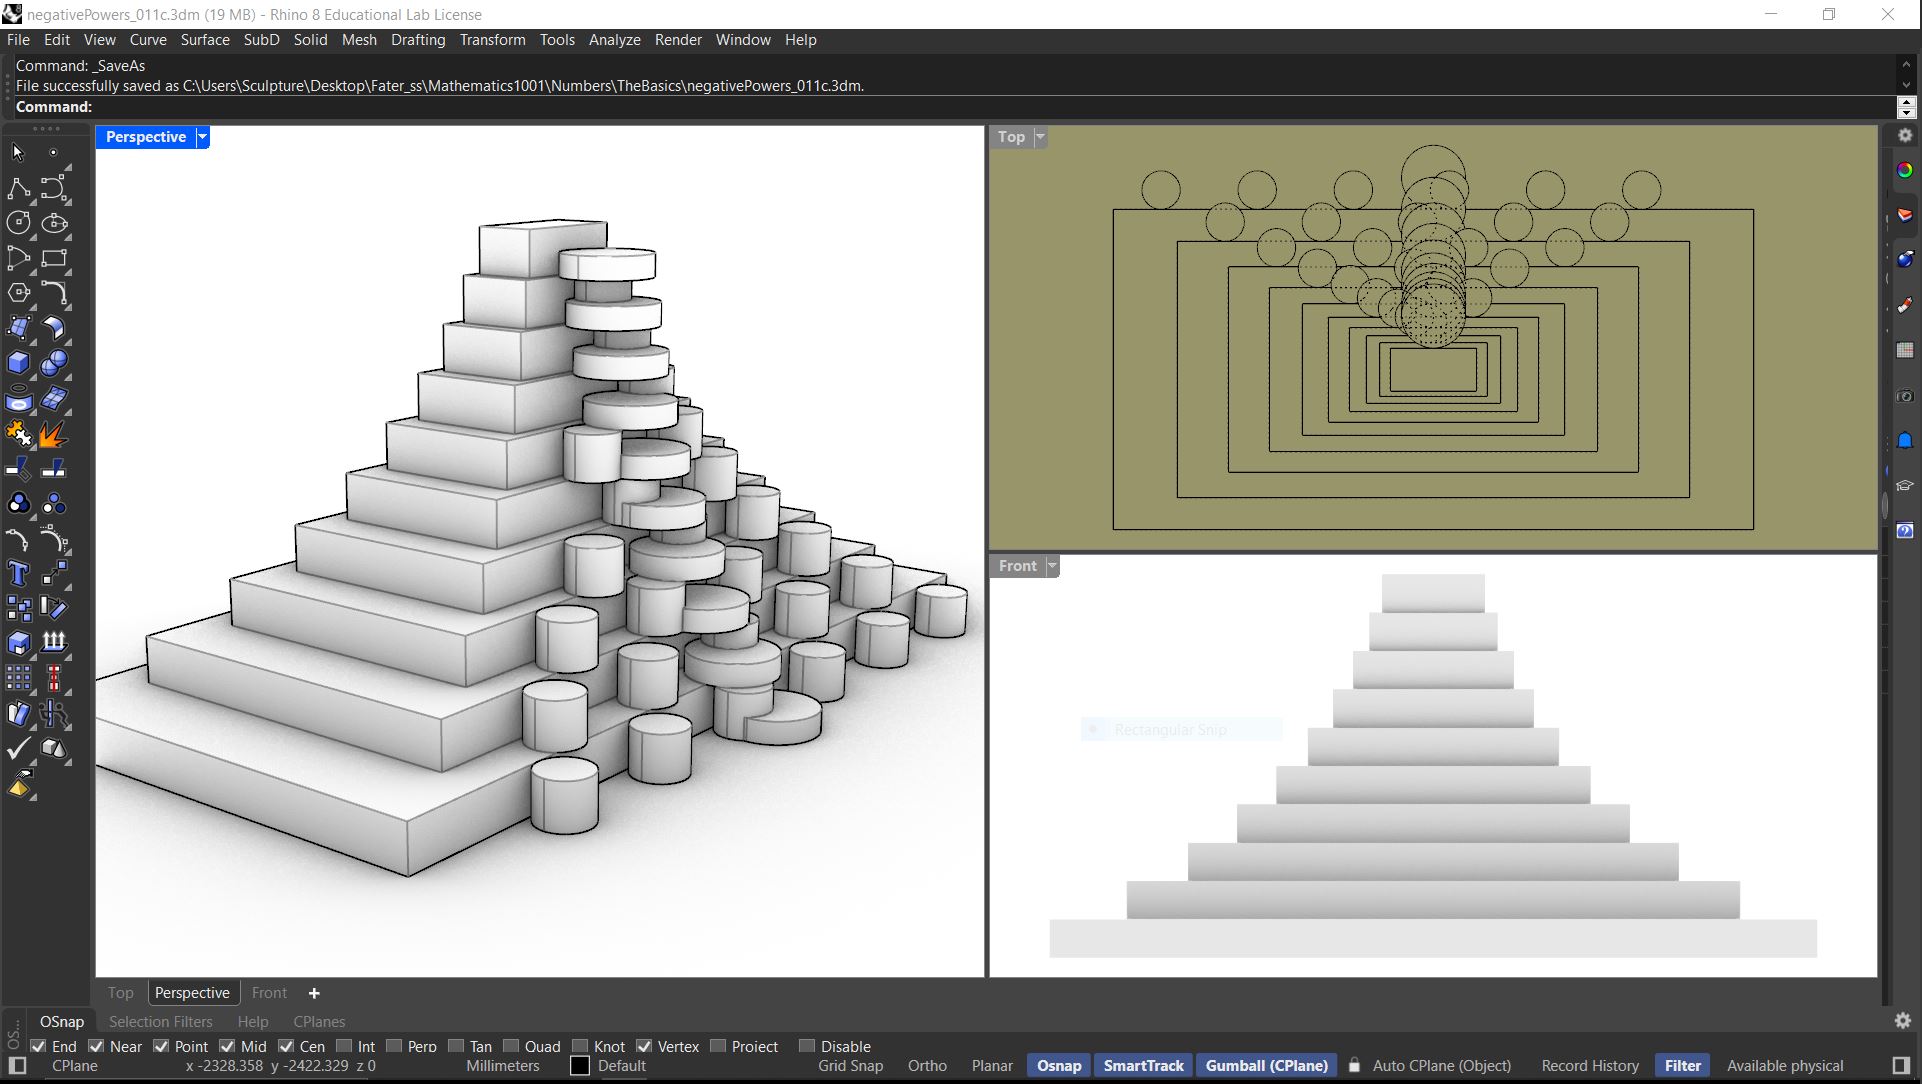 negativePowers_011c.3dm (19 MB) - Rhino 8 Educational Lab License
File Edit View Curve Surface SubD Solid Mesh Drafting Transform Tools Analyze Render Window Help
Command: _SaveAs
File successfully saved as C:\Users\Sculpture\Desktop\Fater_ss\Mathematics1001\Numbers\TheBasics\negativePowers_011c.3dm.
Command:
Perspective
Top
Front
Rectangular Snip
Top Perspective Front +
OS...
OSnap Selection Filters Help CPlanes
End Near Point Mid Cen Int Perp Tan Quad Knot Vertex Project Disable
CPlane x -2328.358 y -2422.329 z 0 Millimeters Default Grid Snap Ortho Planar Osnap SmartTrack Gumball (CPlane) Auto CPlane (Object) Record History Filter Available physical